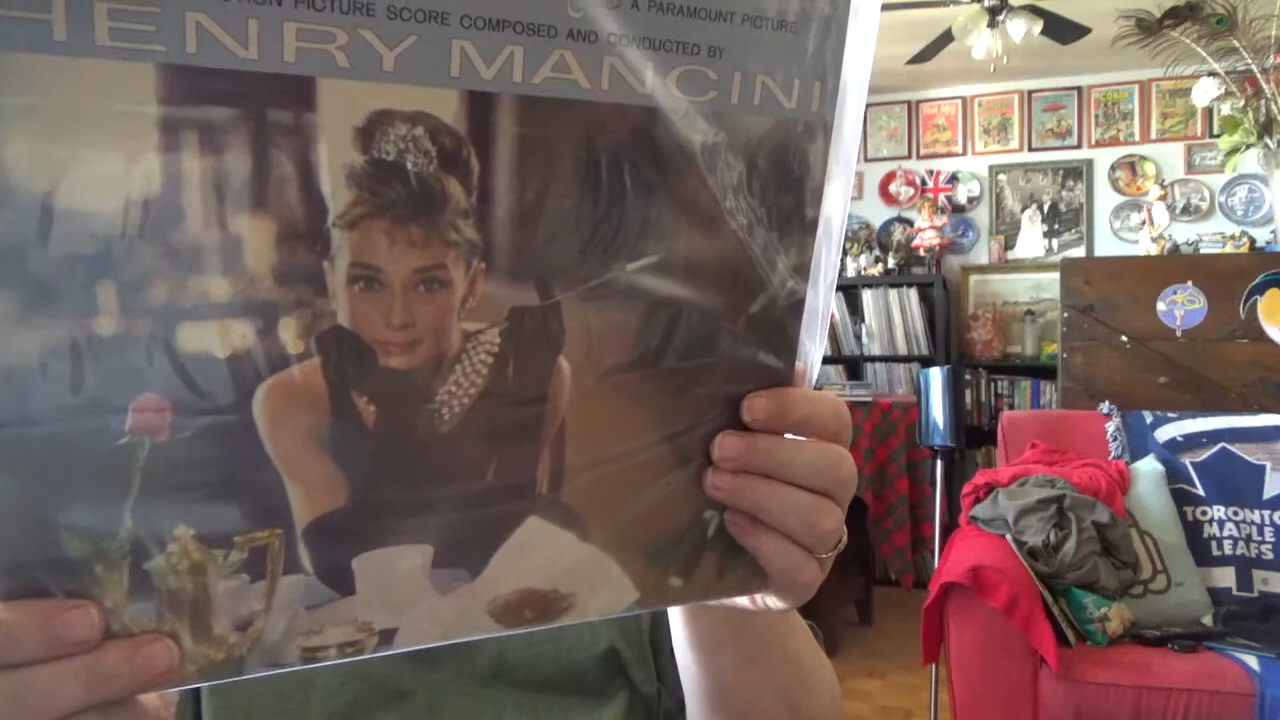 PICTURE SCORE COMPOSED AND CONDUCTED BY
A PARAMOUNT PICTURE
HENRY MANCINI
TORONTO
MAPLE
LEAFS